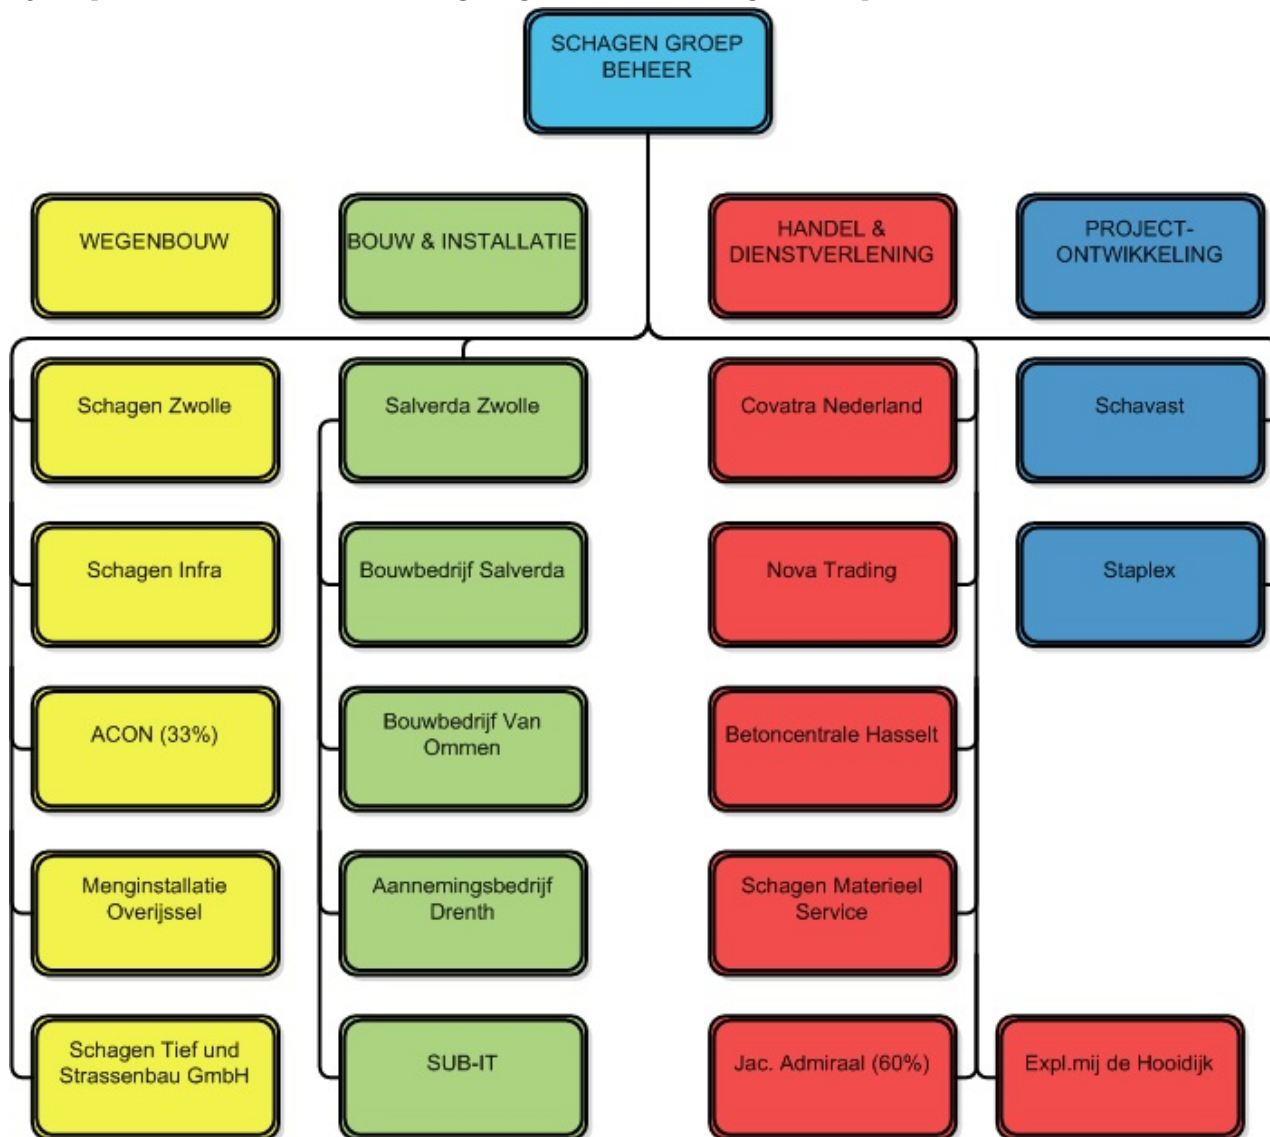 SCHAGEN GROEP
BEHEER
WEGENBOUW
BOUW & INSTALLATIE
HANDEL &
DIENSTVERLENING
PROJECT-
ONTWIKKELING
Schagen Zwolle
Salverda Zwolle
Covatra Nederland
Schavast
Schagen Infra
Bouwbedrijf Salverda
Nova Trading
Staplex
ACON (33%)
Bouwbedrijf Van
Ommen
Betoncentrale Hasselt
Menginstallatie
Overijssel
Aannemingsbedrijf
Drenth
Schagen Materieel
Service
Schagen Tief und
Strassenbau GmbH
SUB-IT
Jac. Admiraal (60%)
Expl.mij de Hooidijk